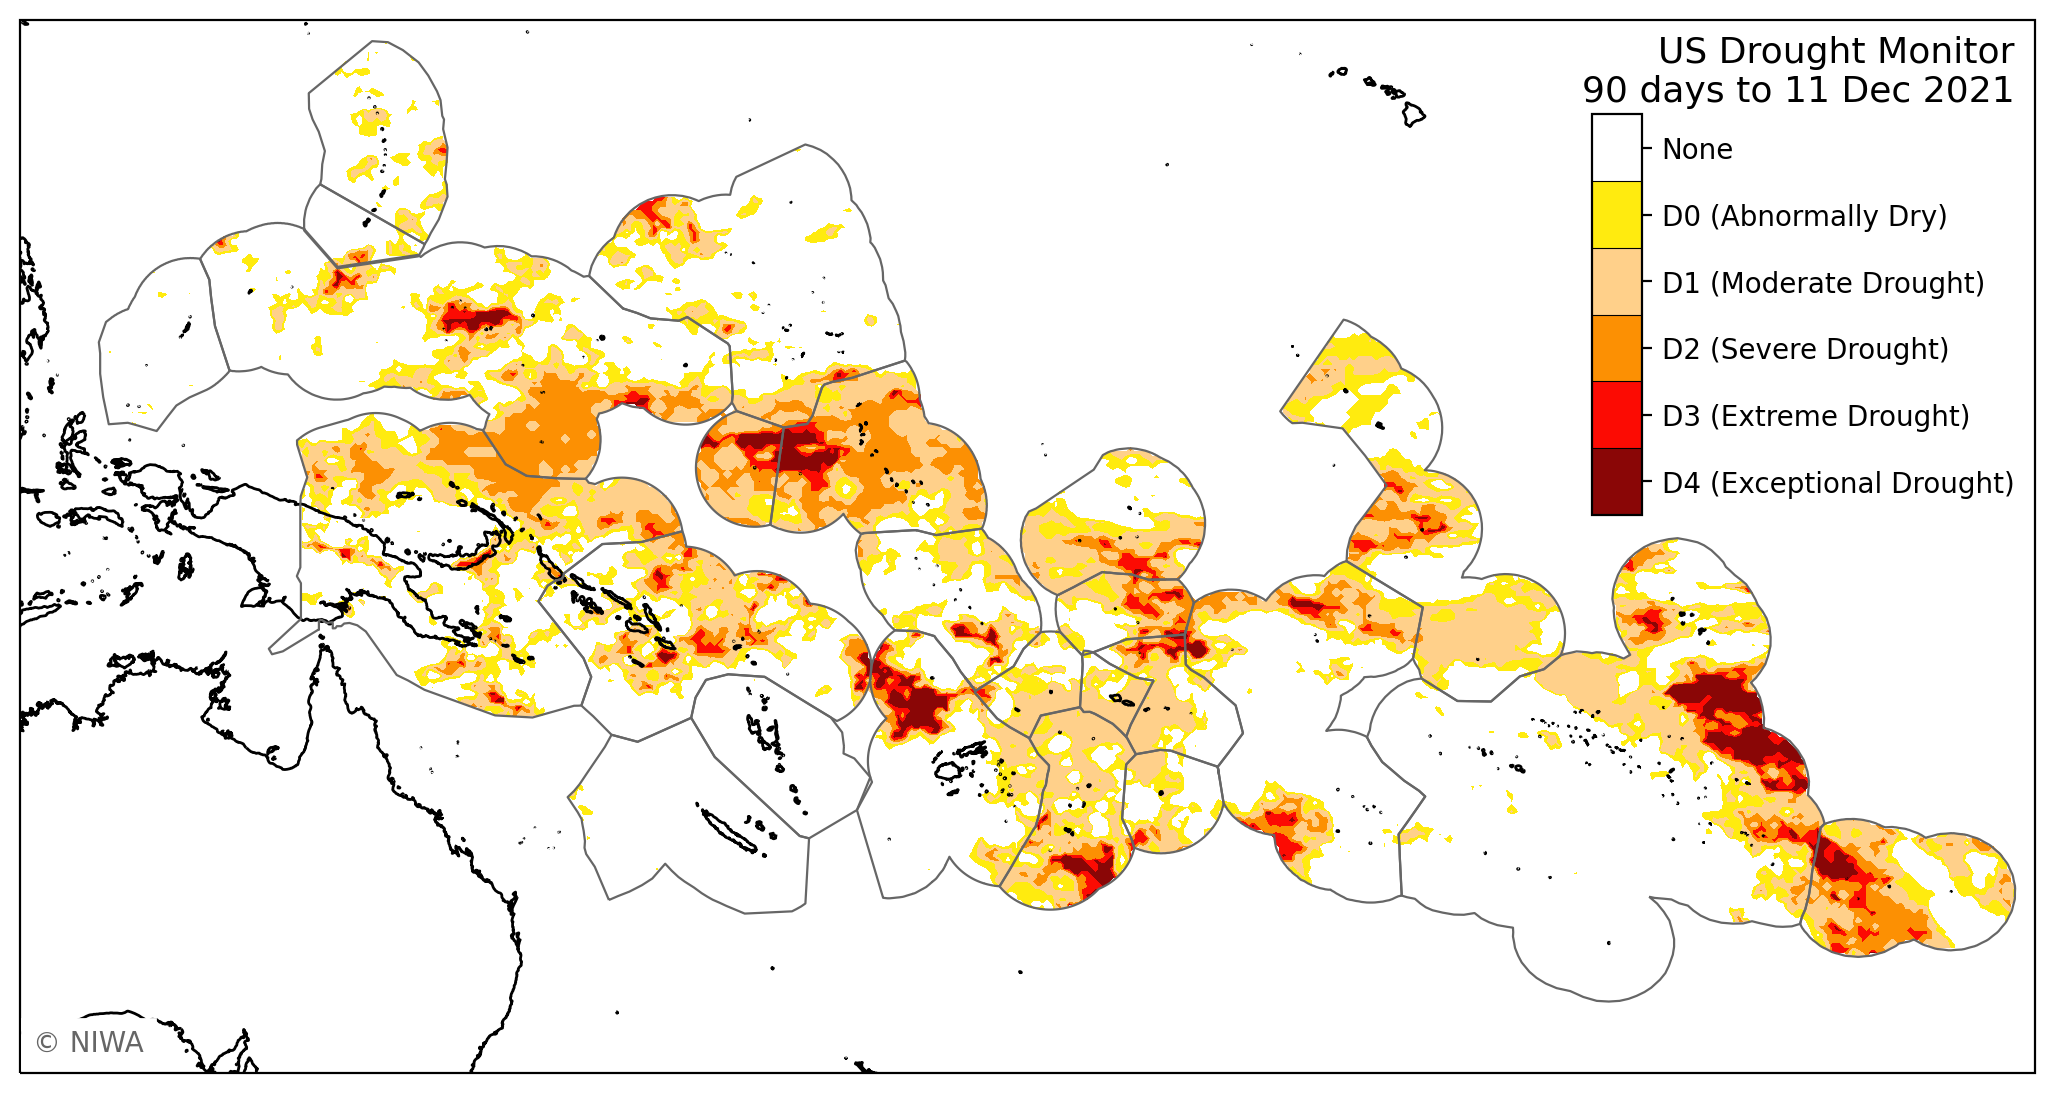 US Drought Monitor
90 days to 11 Dec 2021
None
D0 (Abnormally Dry)
D1 (Moderate Drought)
D2 (Severe Drought)
D3 (Extreme Drought)
D4 (Exceptional Drought)
© NIWA